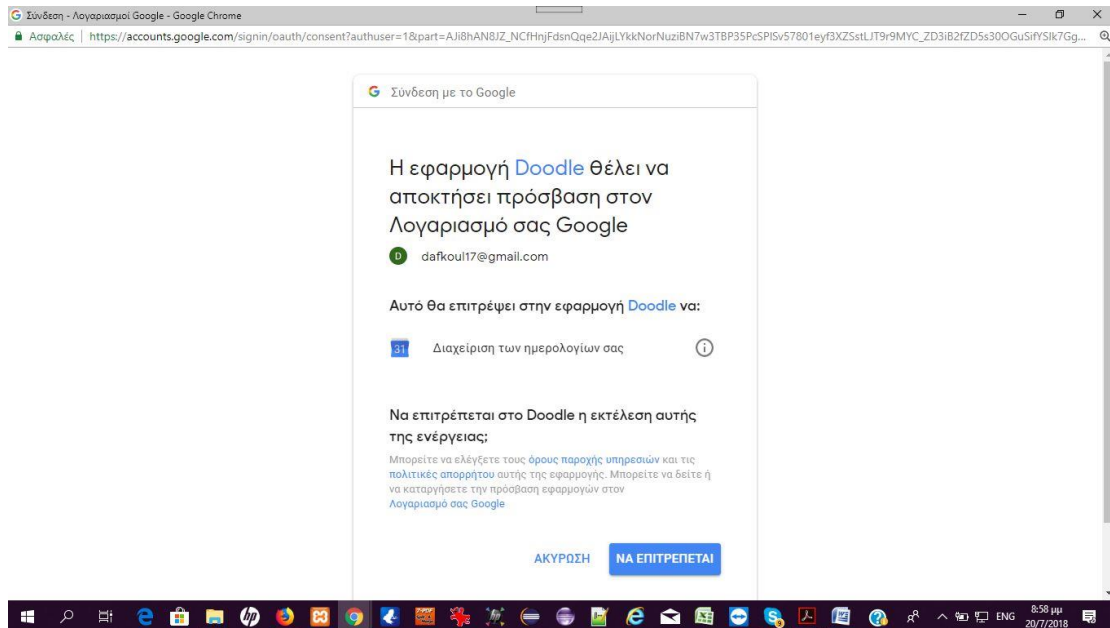 Σύνδεση - Λογαριασμοί Google - Google Chrome
Ασφαλές | https://accounts.google.com/signin/oauth/consent?authuser=1&part=AJi8hAN8JZ_NCfHnjFdsnQqe2JAijLYkkNorNuziBN7w3TBP35PcSPISv57801eyf3XZSstLJT9r9MYC_ZD3iB2fZD5s30OGuSifYSIk7Gg...
Σύνδεση με το Google
Η εφαρμογή Doodle θέλει να
αποκτήσει πρόσβαση στον
Λογαριασμό σας Google
D dafkoul17@gmail.com
Αυτό θα επιτρέψει στην εφαρμογή Doodle να:
31 Διαχείριση των ημερολογίων σας
Να επιτρέπεται στο Doodle η εκτέλεση αυτής
της ενέργειας;
Μπορείτε να ελέγξετε τους όρους παροχής υπηρεσιών και τις
πολιτικές απορρήτου αυτής της εφαρμογής. Μπορείτε να δείτε ή
να καταργήσετε την πρόσβαση εφαρμογών στον
Λογαριασμό σας Google
ΑΚΥΡΩΣΗ ΝΑ ΕΠΙΤΡΕΠΕΤΑΙ
ENG 8:58 μμ
20/7/2018